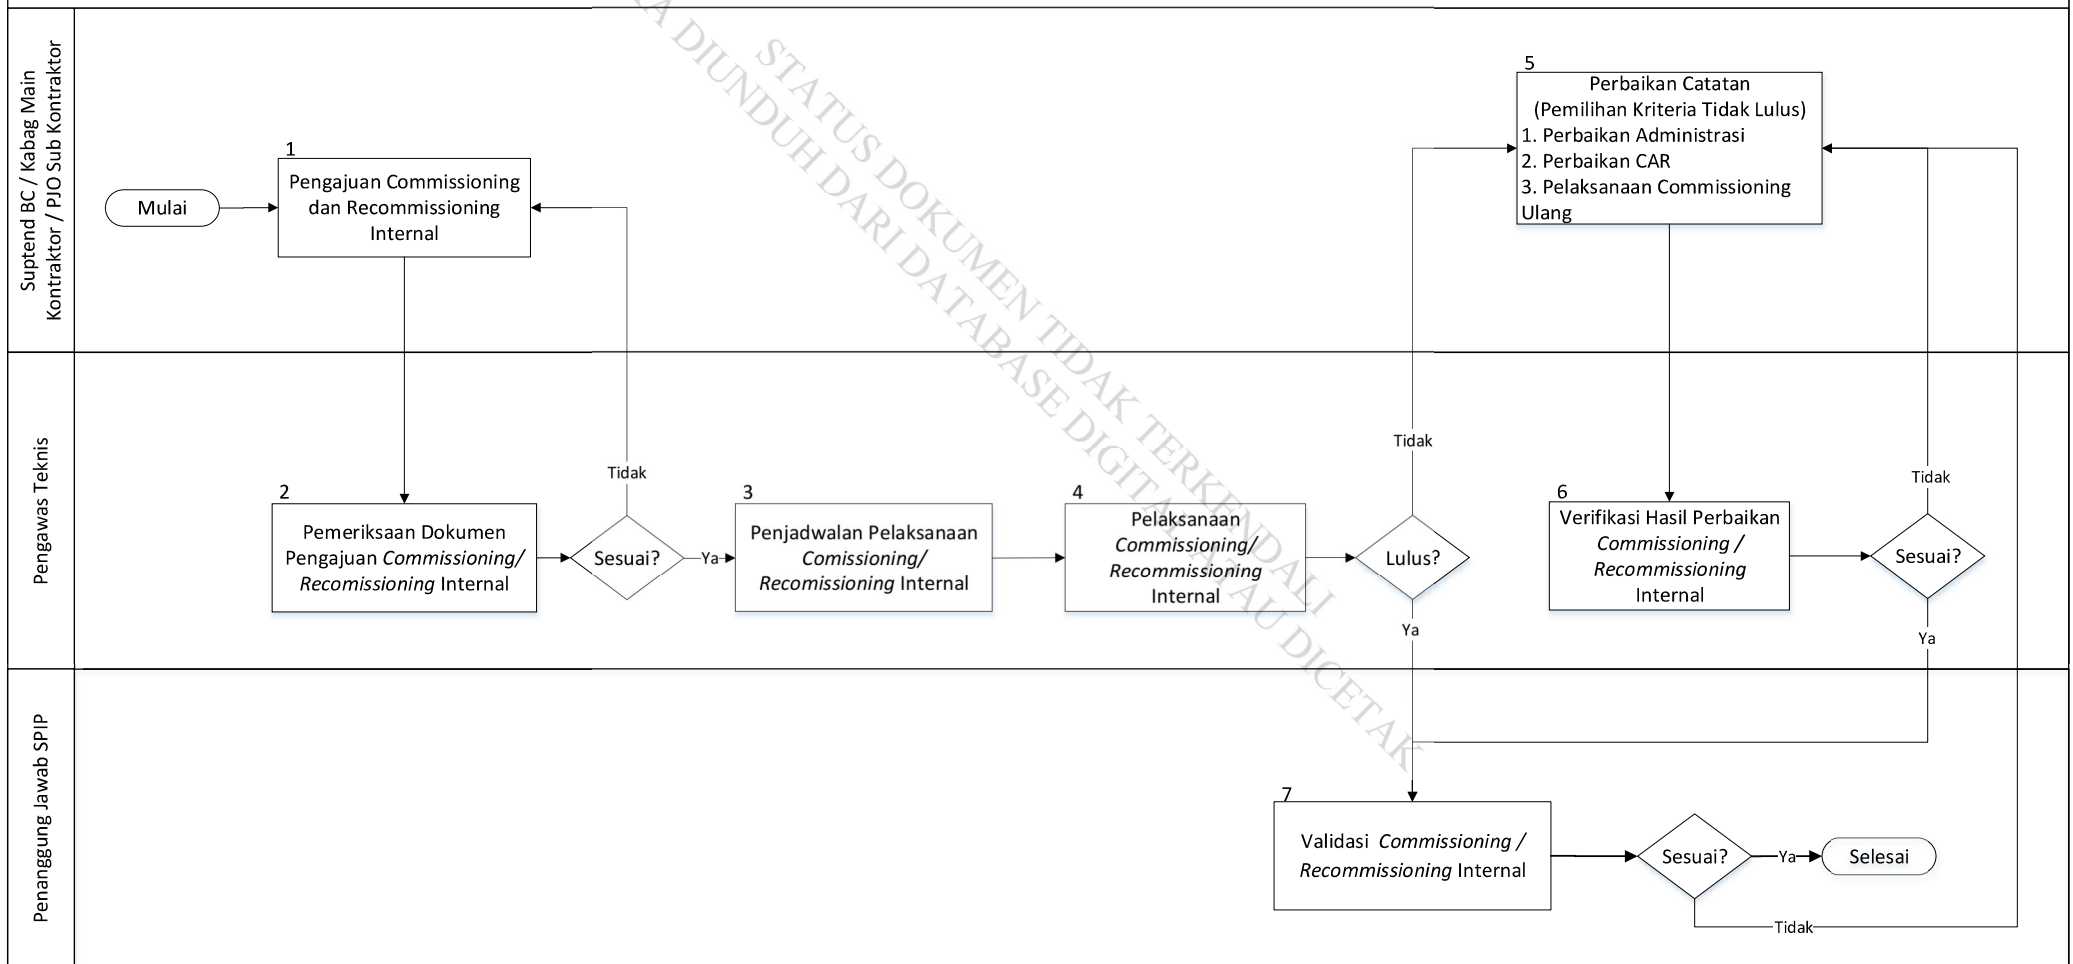 Suptend BC / Kabag Main
Kontraktor / PJO Sub Kontraktor
Mulai
1
Pengajuan Commissioning
dan Recommissioning
Internal
5
Perbaikan Catatan
(Pemilihan Kriteria Tidak Lulus)
1. Perbaikan Administrasi
2. Perbaikan CAR
3. Pelaksanaan Commissioning
Ulang
Pengawas Teknis
2
Pemeriksaan Dokumen
Pengajuan Commissioning/
Recomissioning Internal
Sesuai?
Tidak
Ya
3
Penjadwalan Pelaksanaan
Comissioning/
Recomissioning Internal
4
Pelaksanaan
Commissioning/
Recommissioning
Internal
Lulus?
Tidak
Ya
6
Verifikasi Hasil Perbaikan
Commissioning /
Recommissioning
Internal
Sesuai?
Tidak
Ya
Penanggung Jawab SPIP
7
Validasi Commissioning /
Recommissioning Internal
Sesuai?
Ya
Selesai
Tidak
STATUS DOKUMEN TIDAK TERKENDALI
DIUNDUH DARI DATABASE DIGITAL ATAU DICETAK